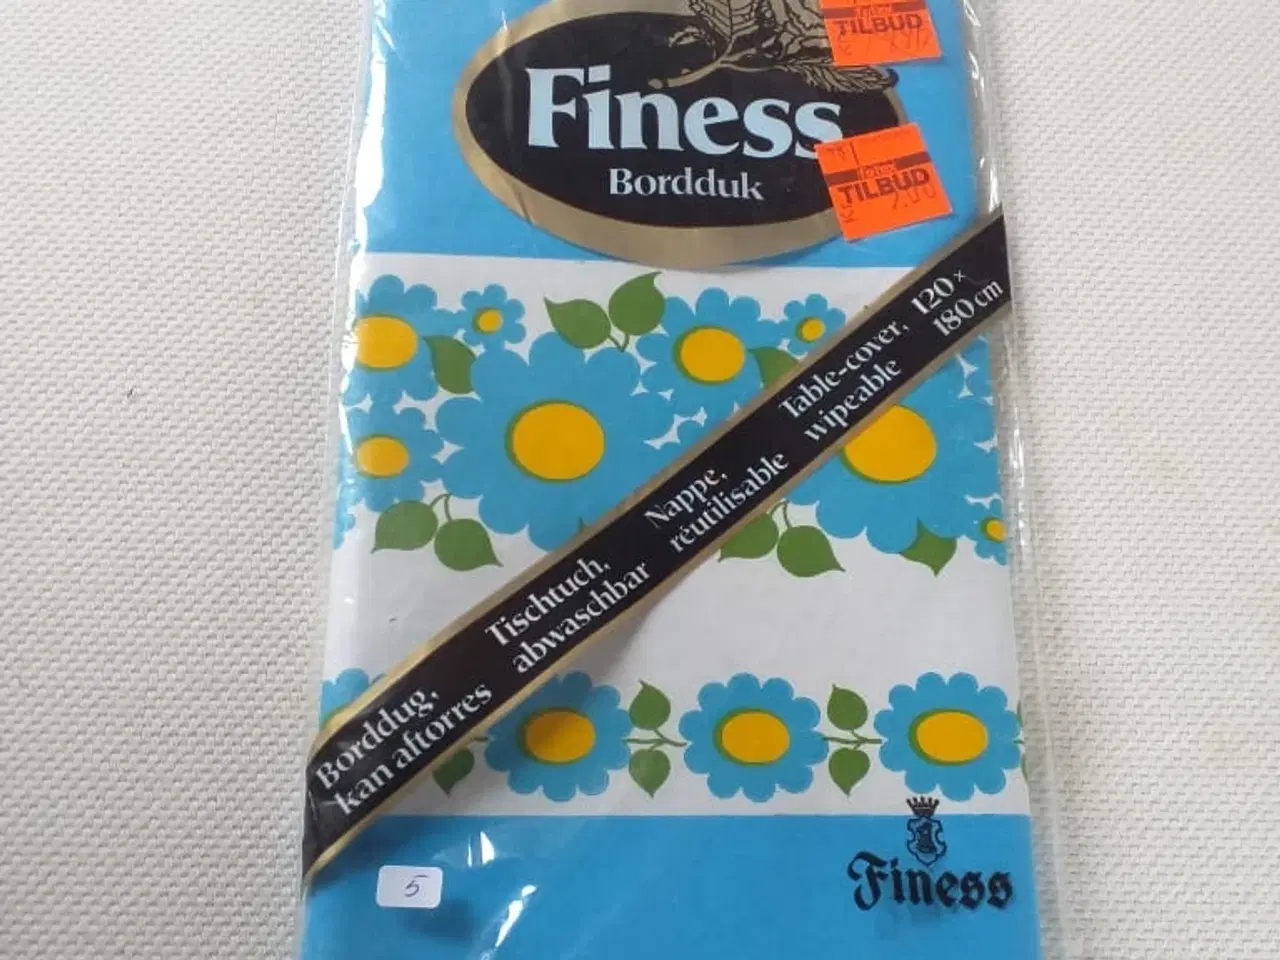 TILBUD
Finess
Bordduk
TILBUD
Borddug,
kan aftorres
Tischtuch,
abwaschbar
Nappe,
réutilisable
Table-cover,
wipeable
120×
180 cm
5
Finess